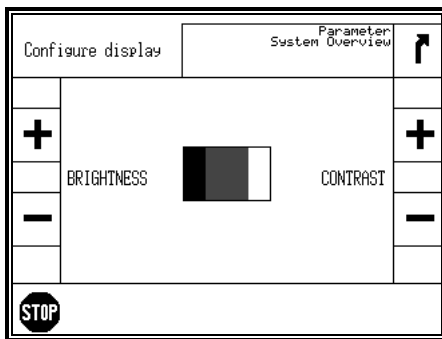 Configure display
Parameter
System Overview
+
+
BRIGHTNESS
CONTRAST
−
−
STOP